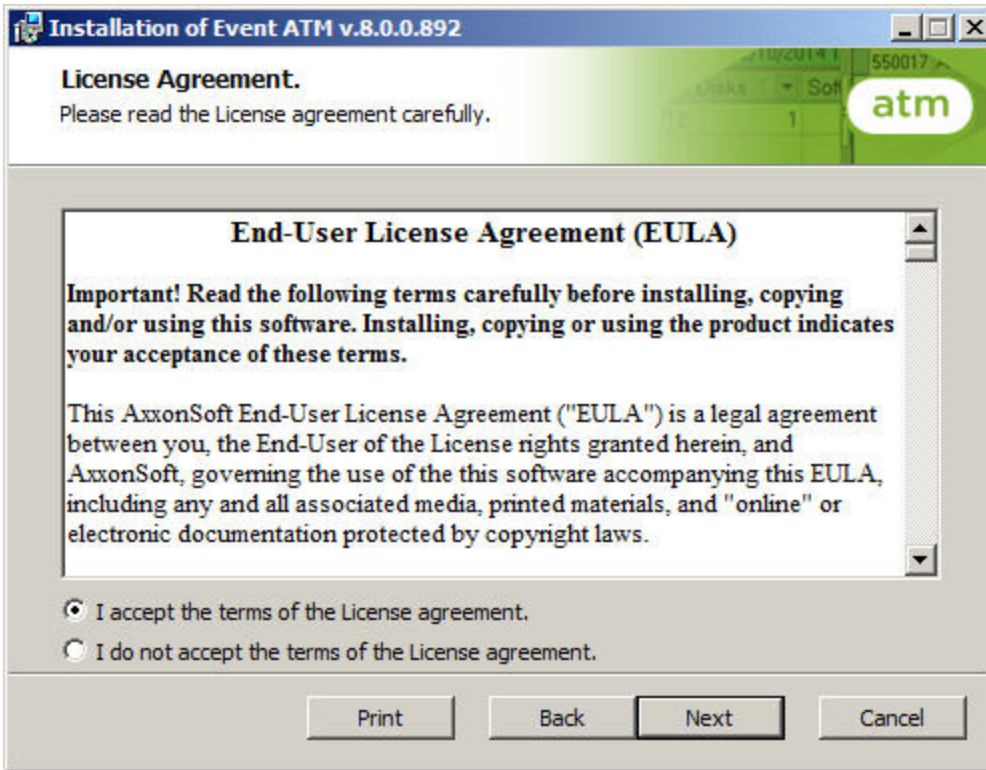 Installation of Event ATM v.8.0.0.892
License Agreement.
Please read the License agreement carefully.
/10/2014
550017
Disks
Sof
1
atm
End-User License Agreement (EULA)
Important! Read the following terms carefully before installing, copying
and/or using this software. Installing, copying or using the product indicates
your acceptance of these terms.
This AxxonSoft End-User License Agreement ("EULA") is a legal agreement
between you, the End-User of the License rights granted herein, and
AxxonSoft, governing the use of the this software accompanying this EULA,
including any and all associated media, printed materials, and "online" or
electronic documentation protected by copyright laws.
I accept the terms of the License agreement.
I do not accept the terms of the License agreement.
Print
Back
Next
Cancel